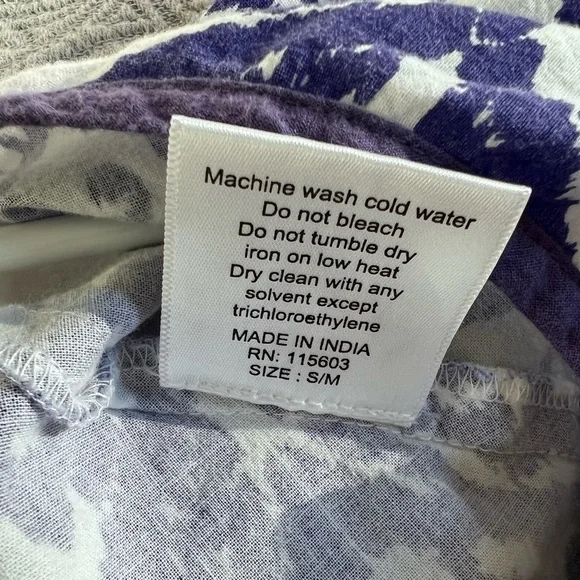 Machine wash cold water
Do not bleach
Do not tumble dry
iron on low heat
Dry clean with any
solvent except
trichloroethylene
MADE IN INDIA
RN: 115603
SIZE : S/M